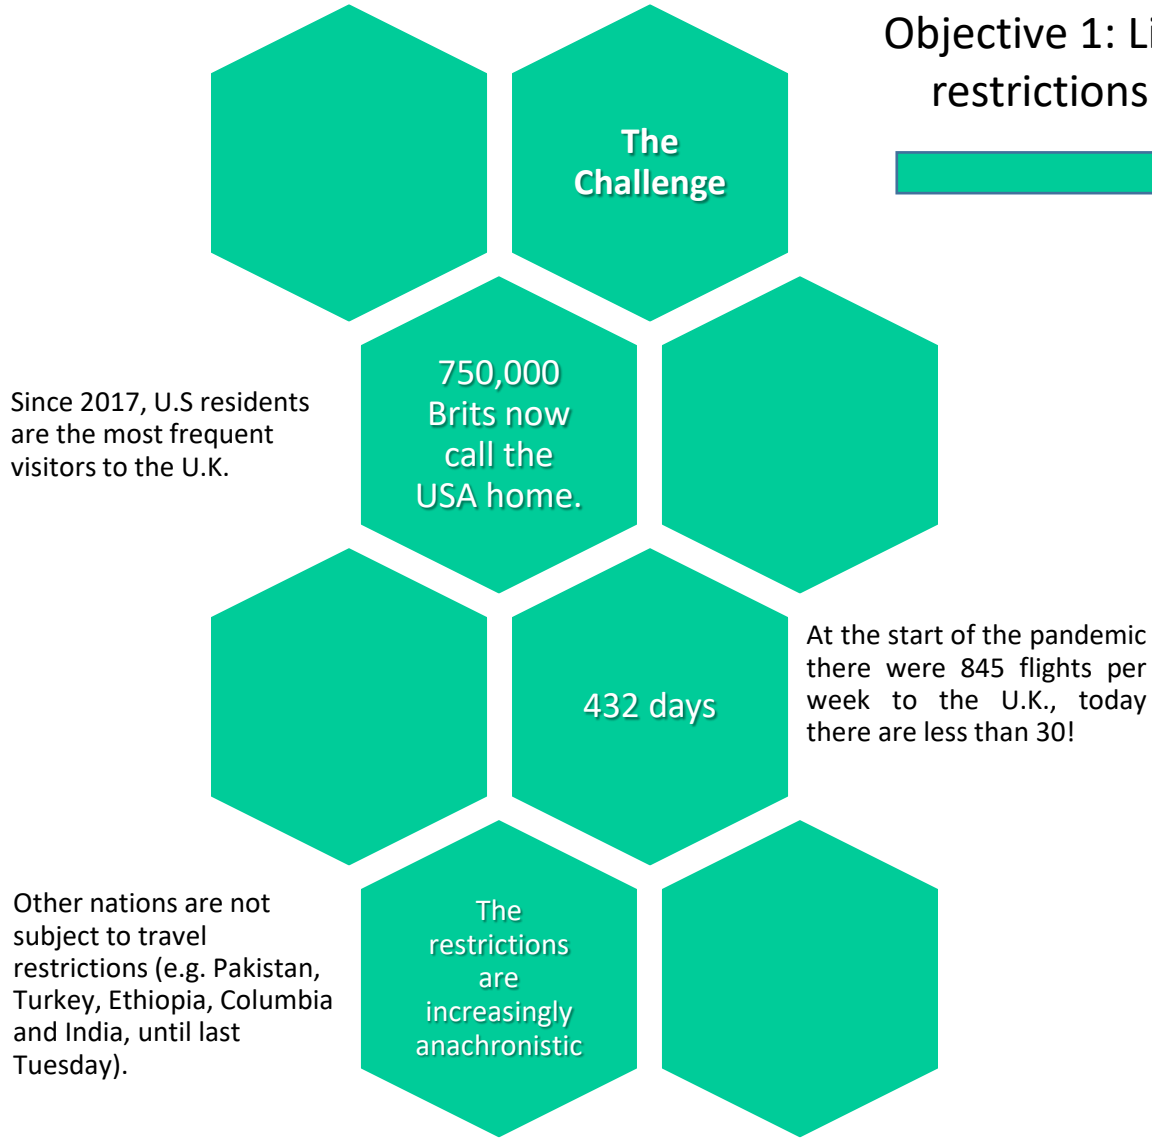 Objective 1: Li
restrictions
The
Challenge
750,000
Brits now
call the
USA home.
Since 2017, U.S residents
are the most frequent
visitors to the U.K.
432 days
At the start of the pandemic
there were 845 flights per
week to the U.K., today
there are less than 30!
Other nations are not
subject to travel
restrictions (e.g. Pakistan,
Turkey, Ethiopia, Columbia
and India, until last
Tuesday).
The
restrictions
are
increasingly
anachronistic